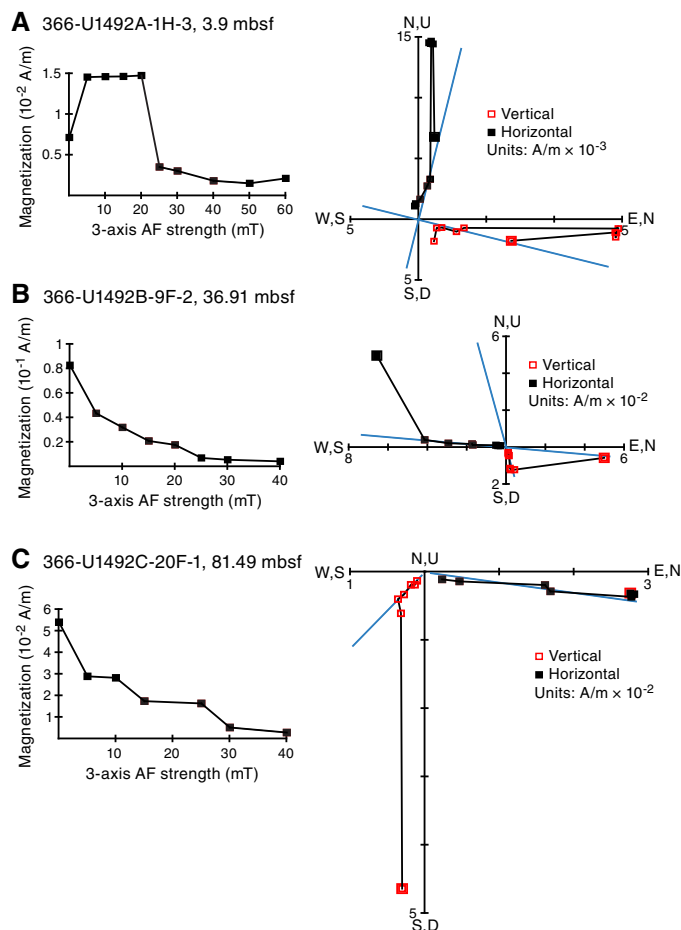 A 366-U1492A-1H-3, 3.9 mbsf
Magnetization (10-2 A/m)
1.5
1
0.5
10 20 30 40 50 60
3-axis AF strength (mT)
N,U
15
Vertical
Horizontal
Units: A/m × 10-3
W,S
E,N
5
5
5
S,D
B 366-U1492B-9F-2, 36.91 mbsf
Magnetization (10-1 A/m)
1
0.8
0.6
0.4
0.2
10 20 30 40
3-axis AF strength (mT)
N,U
6
Vertical
Horizontal
Units: A/m × 10-2
W,S
E,N
8
6
2
S,D
C 366-U1492C-20F-1, 81.49 mbsf
Magnetization (10-2 A/m)
6
5
4
3
2
1
10 20 30 40
3-axis AF strength (mT)
N,U
W,S
E,N
1
3
Vertical
Horizontal
Units: A/m × 10-2
5
S,D